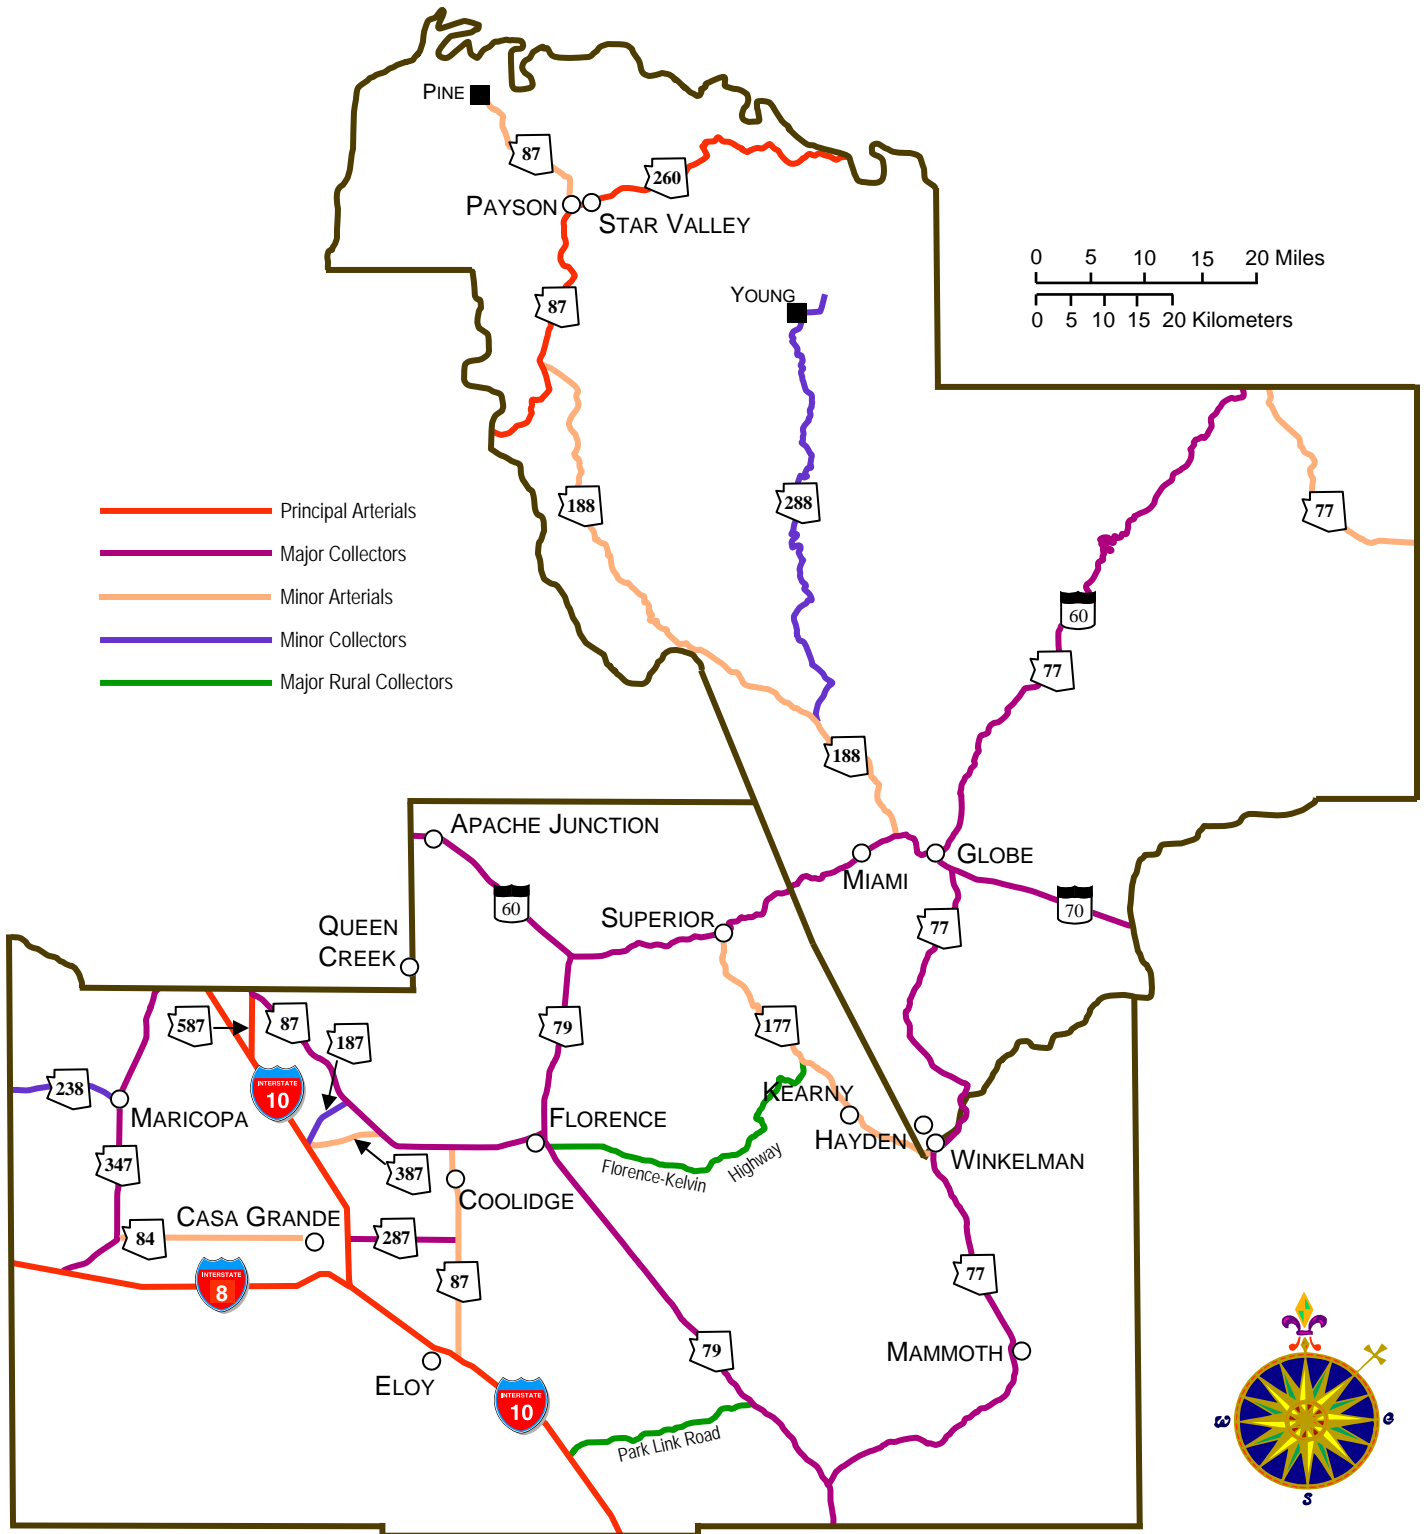 PINE
87
260
PAYSON
STAR VALLEY
0 5 10 15 20 Miles
0 5 10 15 20 Kilometers
YOUNG
87
188
288
77
Principal Arterials
Major Collectors
Minor Arterials
Minor Collectors
Major Rural Collectors
60
77
188
APACHE JUNCTION
GLOBE
MIAMI
60
70
SUPERIOR
77
QUEEN
CREEK
587
87
187
79
177
238
INTERSTATE
10
KEARNY
MARICOPA
FLORENCE
HAYDEN
WINKELMAN
347
387
Florence-Kelvin
Highway
COOLIDGE
CASA GRANDE
84
287
INTERSTATE
8
87
77
79
MAMMOTH
ELOY
INTERSTATE
10
Park Link Road
S